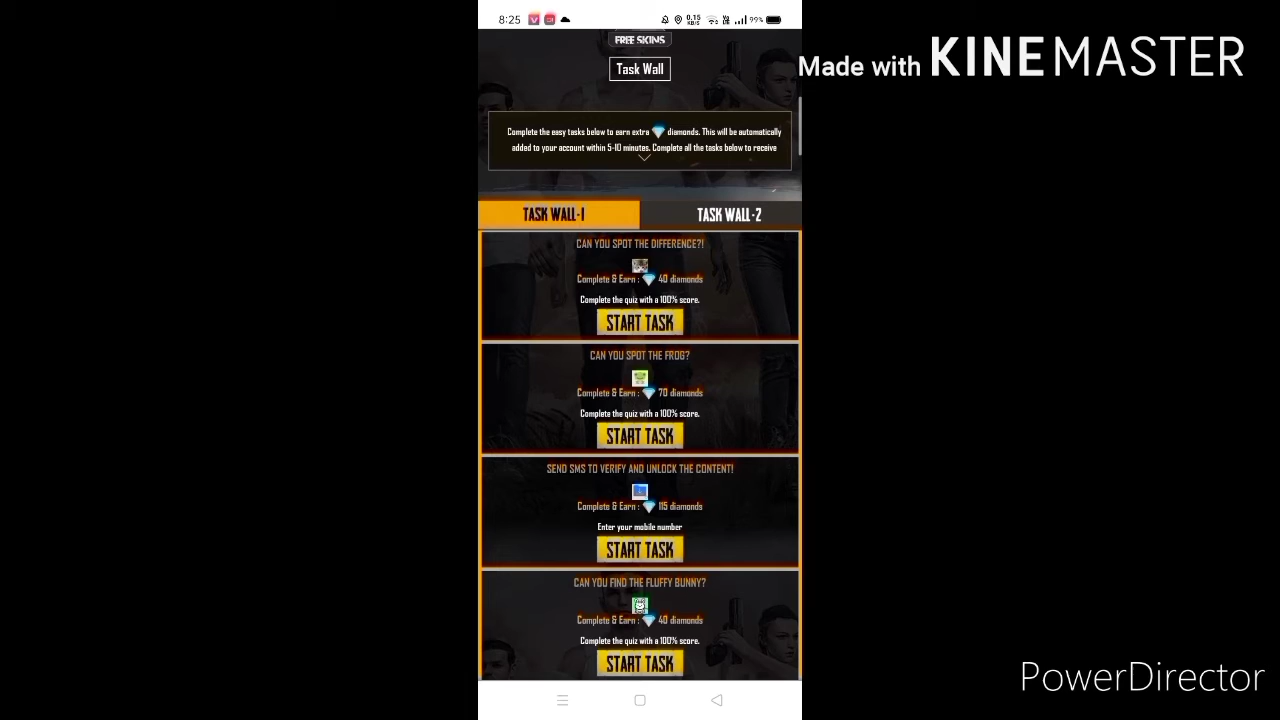 8:25
0.15
KB/S
99%
FREE SKINS
Made with KINEMASTER
Task Wall
Complete the easy tasks below to earn extra 💎 diamonds. This will be automatically
added to your account within 5-10 minutes. Complete all the tasks below to receive
TASK WALL-1
TASK WALL-2
CAN YOU SPOT THE DIFFERENCE?!
Complete & Earn : 💎 40 diamonds
Complete the quiz with a 100% score.
START TASK
CAN YOU SPOT THE FROG?
Complete & Earn : 💎 70 diamonds
Complete the quiz with a 100% score.
START TASK
SEND SMS TO VERIFY AND UNLOCK THE CONTENT!
Complete & Earn : 💎 115 diamonds
Enter your mobile number
START TASK
CAN YOU FIND THE FLUFFY BUNNY?
Complete & Earn : 💎 40 diamonds
Complete the quiz with a 100% score.
START TASK
PowerDirector